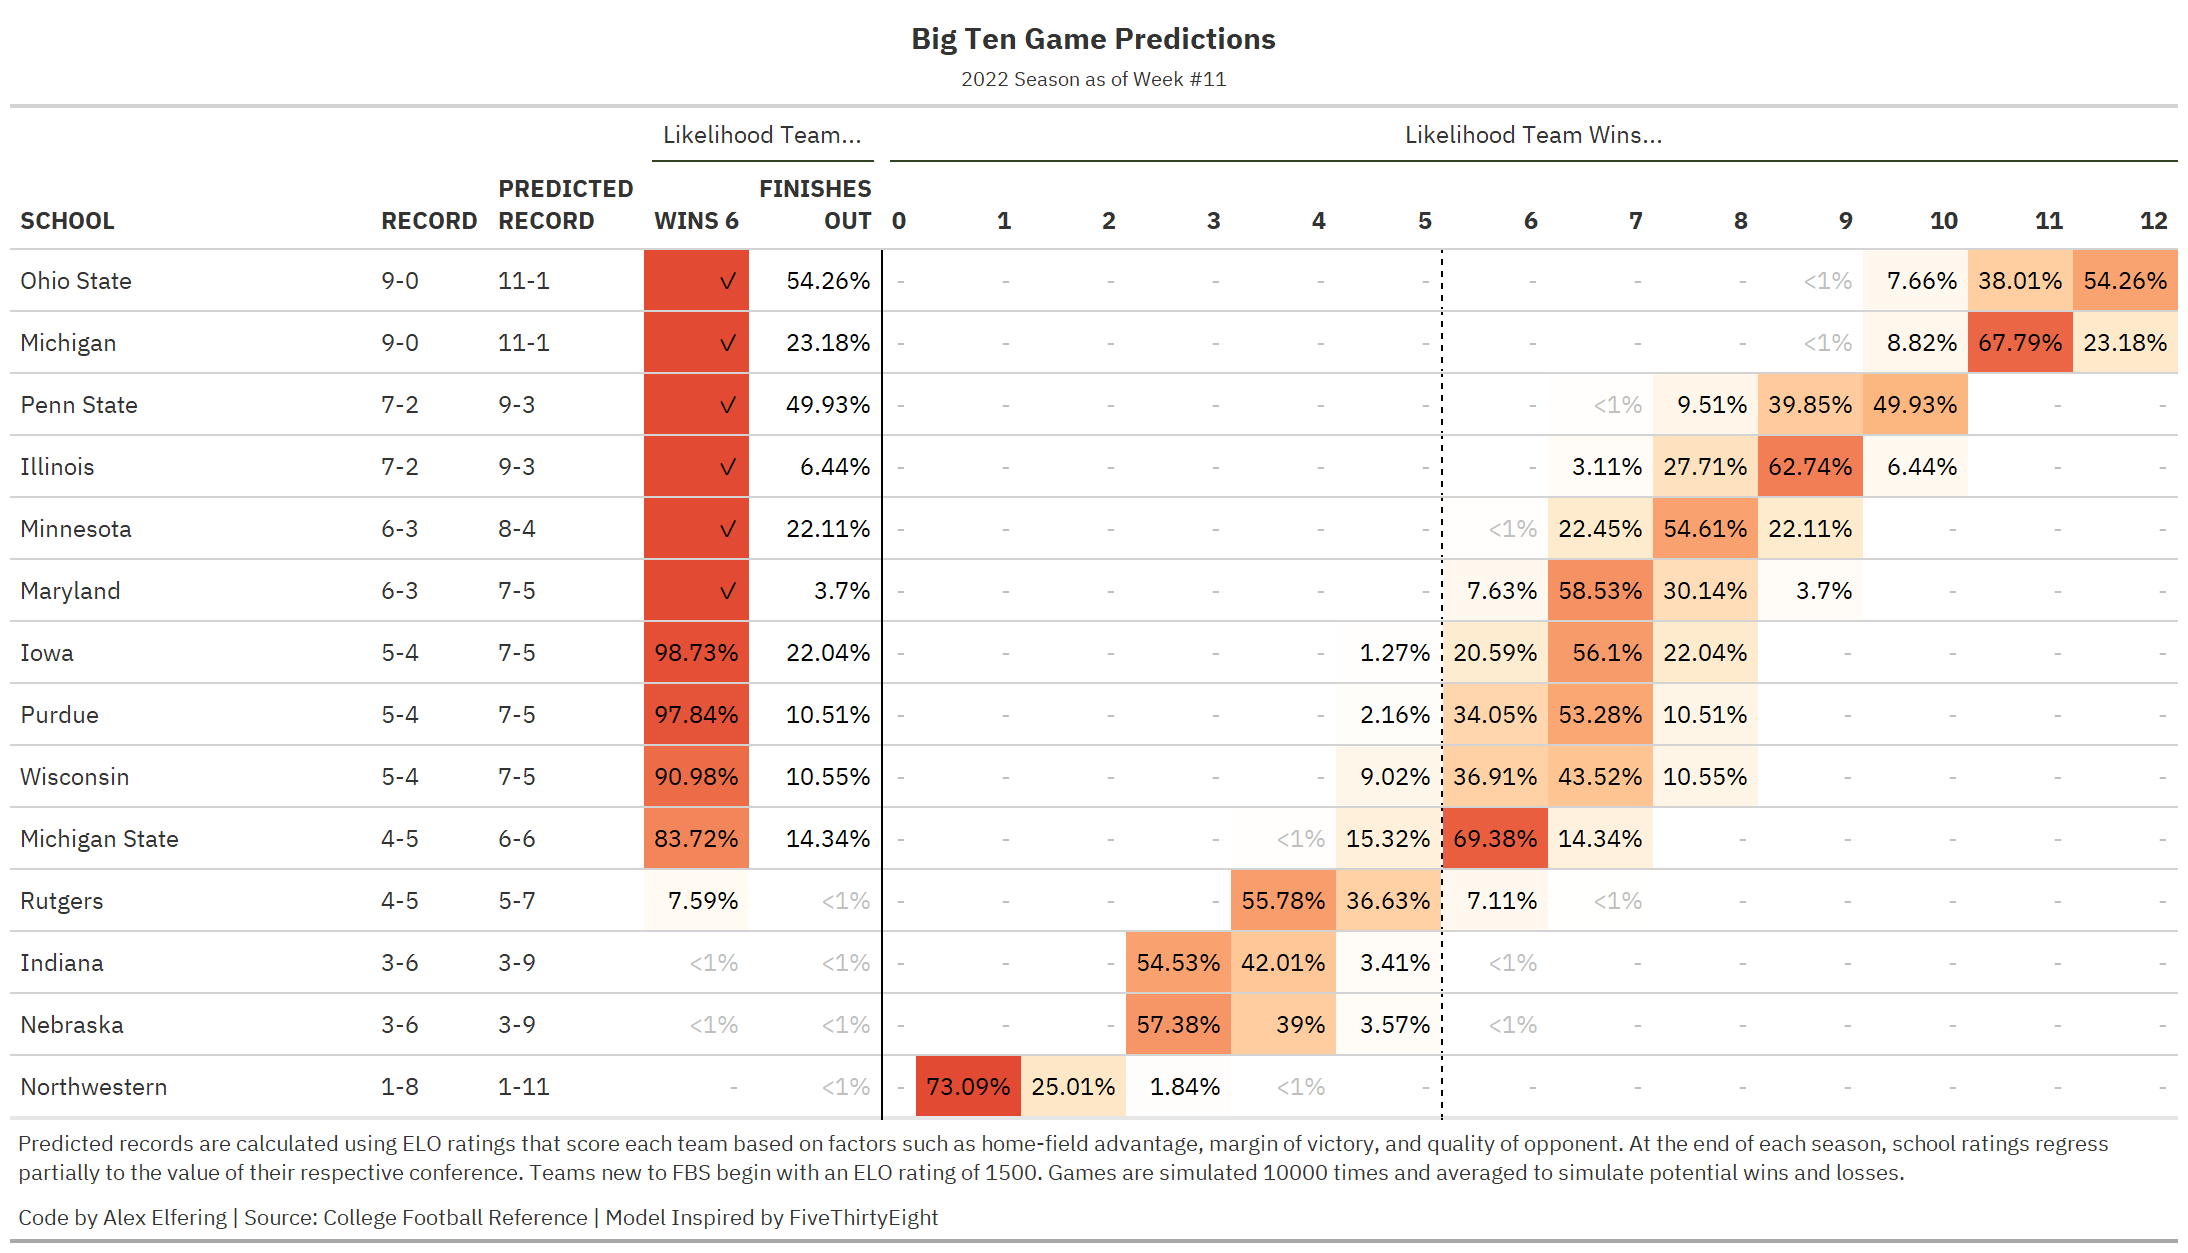 Big Ten Game Predictions
2022 Season as of Week #11
Likelihood Team... Likelihood Team Wins...
SCHOOL RECORD PREDICTED RECORD WINS 6 FINISHES OUT 0 1 2 3 4 5 6 7 8 9 10 11 12
Ohio State 9-0 11-1 ✓ 54.26% - - - - - - - - - <1% 7.66% 38.01% 54.26%
Michigan 9-0 11-1 ✓ 23.18% - - - - - - - - - <1% 8.82% 67.79% 23.18%
Penn State 7-2 9-3 ✓ 49.93% - - - - - - - <1% 9.51% 39.85% 49.93% - -
Illinois 7-2 9-3 ✓ 6.44% - - - - - - - 3.11% 27.71% 62.74% 6.44% - -
Minnesota 6-3 8-4 ✓ 22.11% - - - - - - <1% 22.45% 54.61% 22.11% - - -
Maryland 6-3 7-5 ✓ 3.7% - - - - - - 7.63% 58.53% 30.14% 3.7% - - -
Iowa 5-4 7-5 98.73% 22.04% - - - - - 1.27% 20.59% 56.1% 22.04% - - - -
Purdue 5-4 7-5 97.84% 10.51% - - - - - 2.16% 34.05% 53.28% 10.51% - - - -
Wisconsin 5-4 7-5 90.98% 10.55% - - - - - 9.02% 36.91% 43.52% 10.55% - - - -
Michigan State 4-5 6-6 83.72% 14.34% - - - - <1% 15.32% 69.38% 14.34% - - - - -
Rutgers 4-5 5-7 7.59% <1% - - - - 55.78% 36.63% 7.11% <1% - - - - -
Indiana 3-6 3-9 <1% <1% - - - 54.53% 42.01% 3.41% <1% - - - - - -
Nebraska 3-6 3-9 <1% <1% - - - 57.38% 39% 3.57% <1% - - - - - -
Northwestern 1-8 1-11 - <1% - 73.09% 25.01% 1.84% <1% - - - - - - - -
Predicted records are calculated using ELO ratings that score each team based on factors such as home-field advantage, margin of victory, and quality of opponent. At the end of each season, school ratings regress
partially to the value of their respective conference. Teams new to FBS begin with an ELO rating of 1500. Games are simulated 10000 times and averaged to simulate potential wins and losses.
Code by Alex Elfering | Source: College Football Reference | Model Inspired by FiveThirtyEight